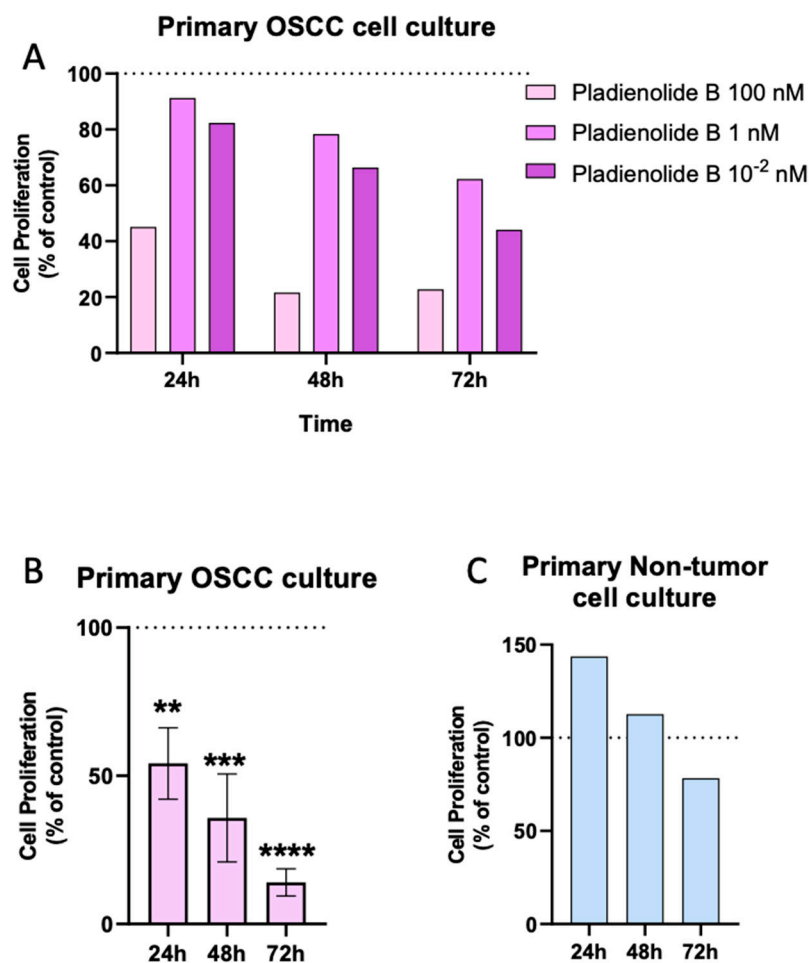 Primary OSCC cell culture
A
Cell Proliferation
(% of control)
100
80
60
40
20
0
24h
48h
72h
Time
Pladienolide B 100 nM
Pladienolide B 1 nM
Pladienolide B 10⁻² nM
B
Primary OSCC culture
Cell Proliferation
(% of control)
100
50
0
**
***
****
24h
48h
72h
C
Primary Non-tumor
cell culture
Cell Proliferation
(% of control)
150
100
50
0
24h
48h
72h